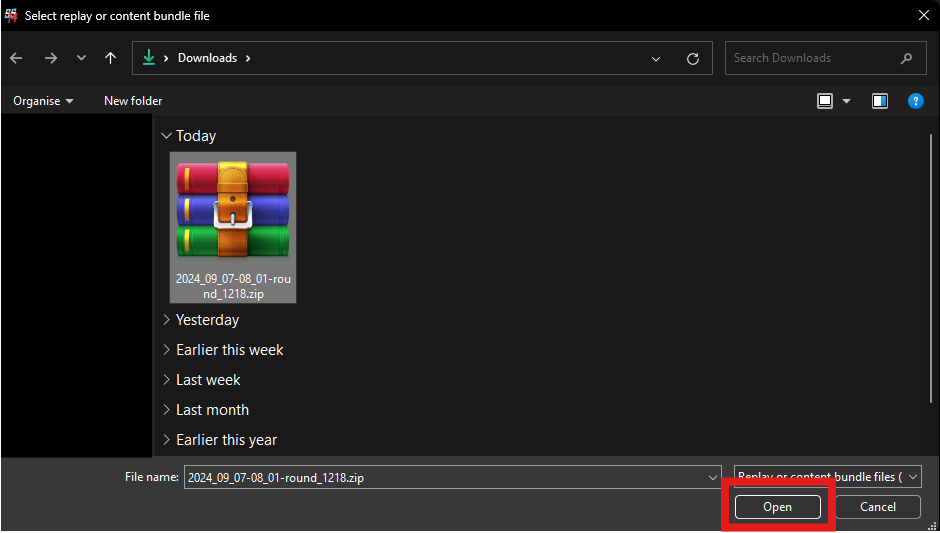 Select replay or content bundle file
Downloads
Search Downloads
Organise
New folder
?
Today
2024_09_07-08_01-rou
nd_1218.zip
Yesterday
Earlier this week
Last week
Last month
Earlier this year
File name:
2024_09_07-08_01-round_1218.zip
Replay or content bundle files (
Open
Cancel